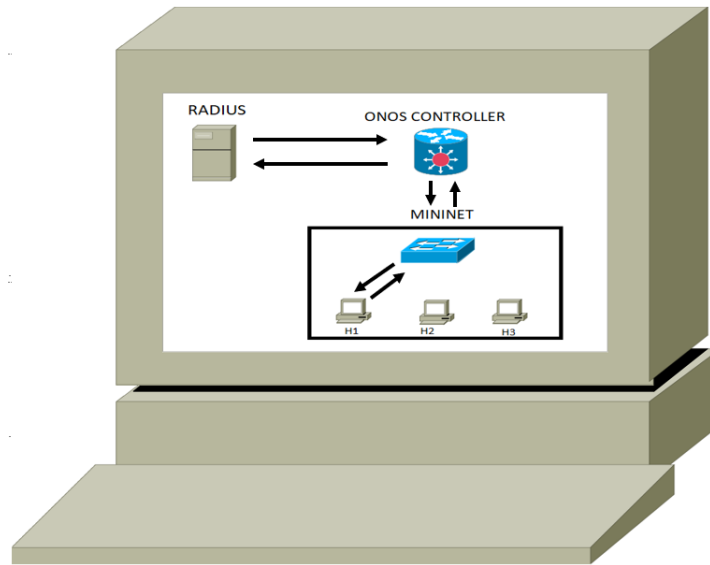 RADIUS
ONOS CONTROLLER
MININET
H1
H2
H3